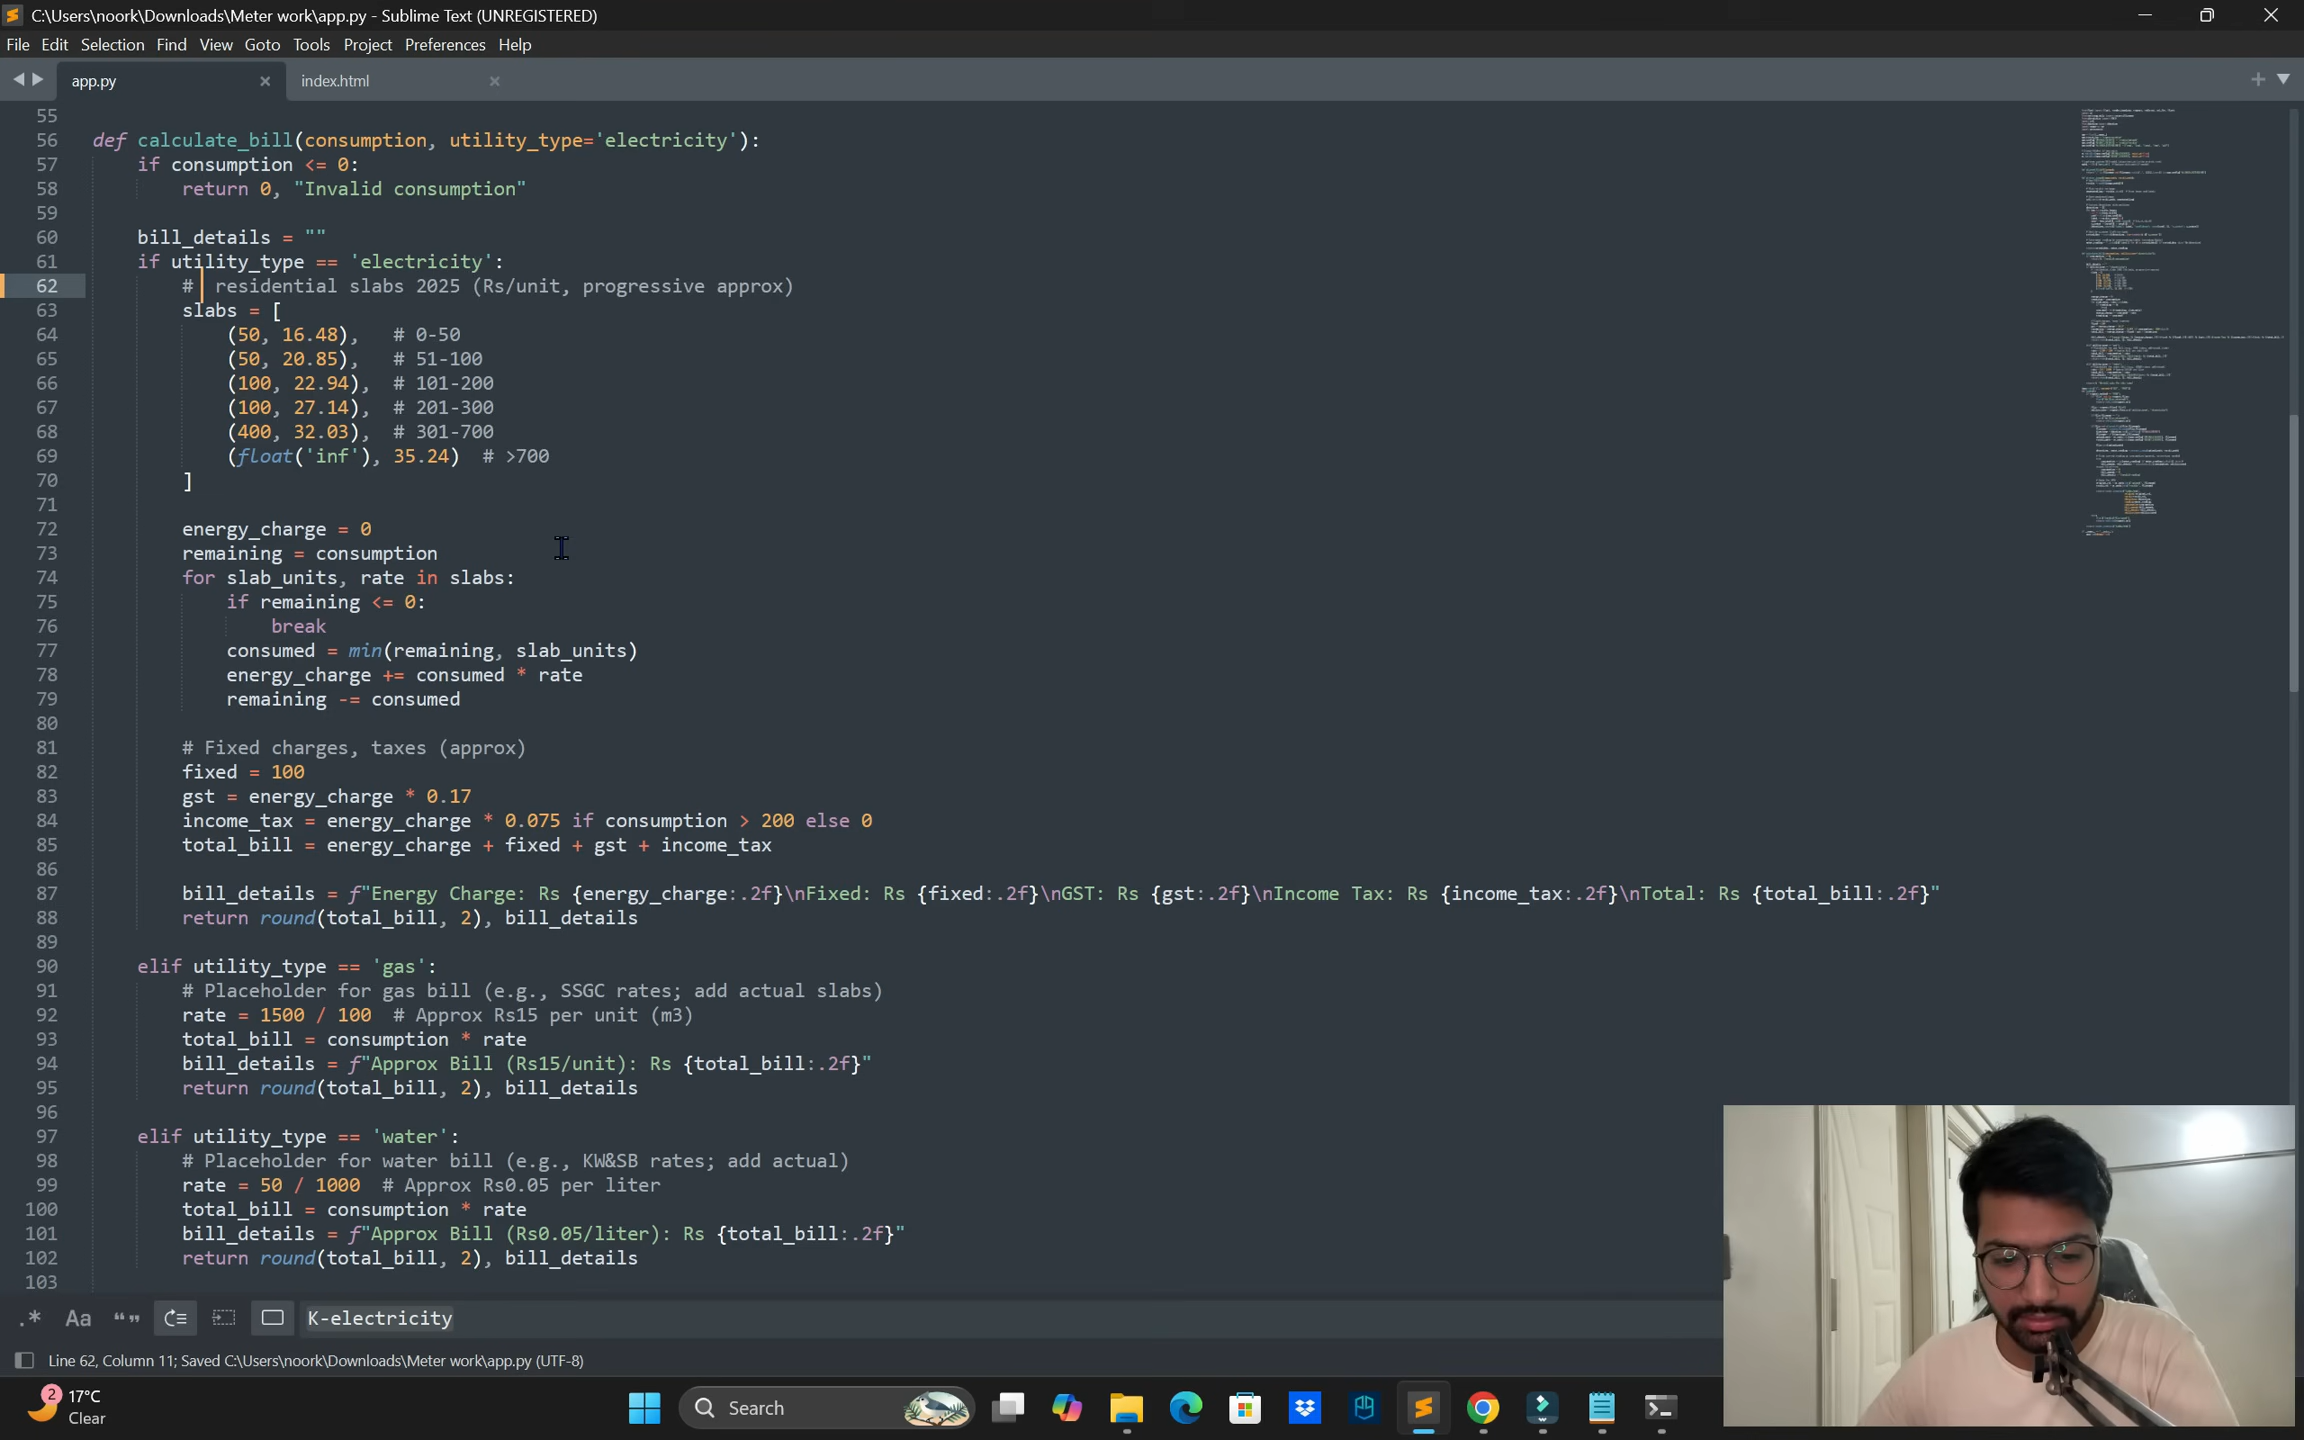 C:\Users\noork\Downloads\Meter work\app.py - Sublime Text (UNREGISTERED)
File Edit Selection Find View Goto Tools Project Preferences Help
app.py
index.html
55
56 def calculate_bill(consumption, utility_type='electricity'):
57 if consumption <= 0:
58 return 0, "Invalid consumption"
59
60 bill_details = ""
61 if utility_type == 'electricity':
62 # residential slabs 2025 (Rs/unit, progressive approx)
63 slabs = [
64 (50, 16.48), # 0-50
65 (50, 20.85), # 51-100
66 (100, 22.94), # 101-200
67 (100, 27.14), # 201-300
68 (400, 32.03), # 301-700
69 (float('inf'), 35.24) # >700
70 ]
71
72 energy_charge = 0
73 remaining = consumption
74 for slab_units, rate in slabs:
75 if remaining <= 0:
76 break
77 consumed = min(remaining, slab_units)
78 energy_charge += consumed * rate
79 remaining -= consumed
80
81 # Fixed charges, taxes (approx)
82 fixed = 100
83 gst = energy_charge * 0.17
84 income_tax = energy_charge * 0.075 if consumption > 200 else 0
85 total_bill = energy_charge + fixed + gst + income_tax
86
87 bill_details = f"Energy Charge: Rs {energy_charge:.2f}\nFixed: Rs {fixed:.2f}\nGST: Rs {gst:.2f}\nIncome Tax: Rs {income_tax:.2f}\nTotal: Rs {total_bill:.2f}"
88 return round(total_bill, 2), bill_details
89
90 elif utility_type == 'gas':
91 # Placeholder for gas bill (e.g., SSGC rates; add actual slabs)
92 rate = 1500 / 100 # Approx Rs15 per unit (m3)
93 total_bill = consumption * rate
94 bill_details = f"Approx Bill (Rs15/unit): Rs {total_bill:.2f}"
95 return round(total_bill, 2), bill_details
96
97 elif utility_type == 'water':
98 # Placeholder for water bill (e.g., KW&SB rates; add actual)
99 rate = 50 / 1000 # Approx Rs0.05 per liter
100 total_bill = consumption * rate
101 bill_details = f"Approx Bill (Rs0.05/liter): Rs {total_bill:.2f}"
102 return round(total_bill, 2), bill_details
103
.* Aa “” K-electricity
Line 62, Column 11; Saved C:\Users\noork\Downloads\Meter work\app.py (UTF-8)
2
17°C
Clear
Search